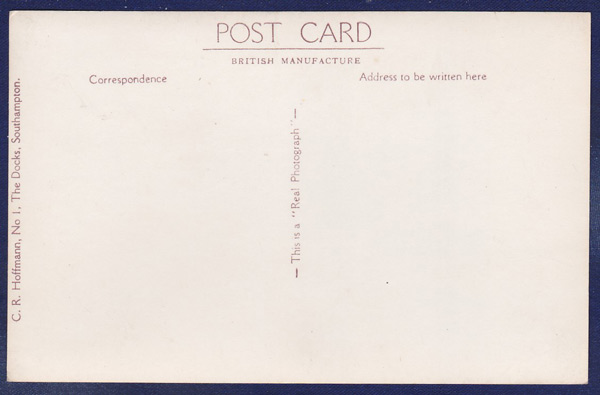 POST CARD
BRITISH MANUFACTURE
Correspondence
Address to be written here
— This is a "Real Photograph" —
C. R. Hoffmann, No 1, The Docks, Southampton.